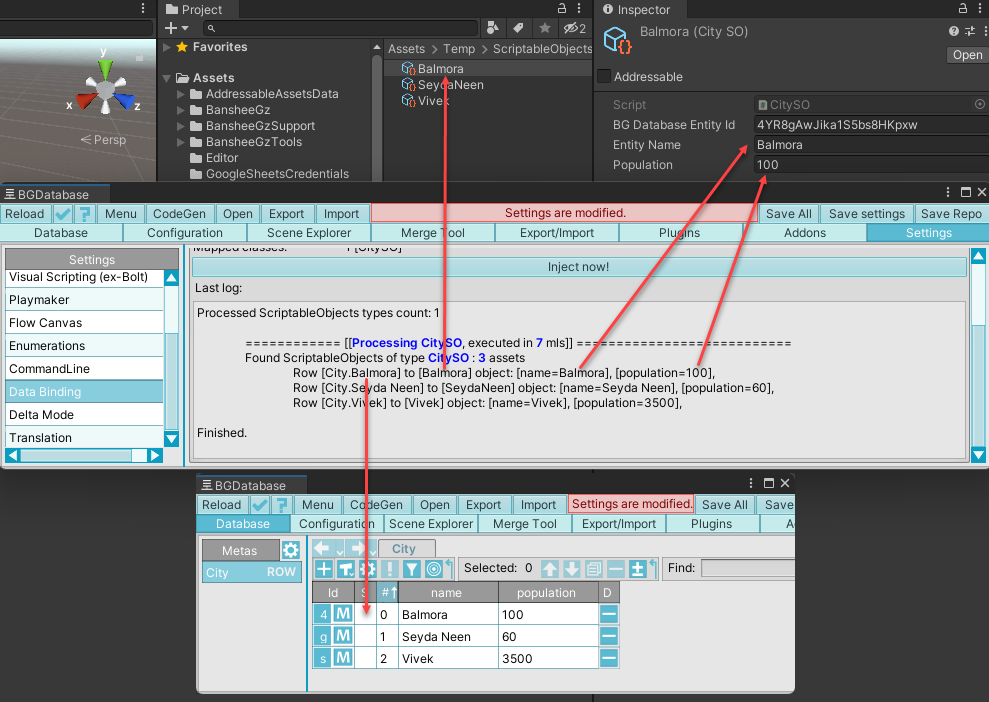 Project
2
Favorites
Assets
AddressableAssetsData
BansheeGz
BansheeGzSupport
BansheeGzTools
Editor
GoogleSheetsCredentials
Assets > Temp > ScriptableObjects
Balmora
SeydaNeen
Vivek
y
x
z
< Persp
Inspector
Balmora (City SO)
Open
Addressable
Script CitySO
BG Database Entity Id 4YR8gAwJika1S5bs8HKpxw
Entity Name Balmora
Population 100
BGDatabase
Reload ? Menu CodeGen Open Export Import Settings are modified. Save All Save settings Save Repo
Database Configuration Scene Explorer Merge Tool Export/Import Plugins Addons Settings
Settings
Visual Scripting (ex-Bolt)
Playmaker
Flow Canvas
Enumerations
CommandLine
Data Binding
Delta Mode
Translation
Mapped classes: 1 [CitySO]
Inject now!
Last log:
Processed ScriptableObjects types count: 1
============ [[Processing CitySO, executed in 7 mls]] ===========================
Found ScriptableObjects of type CitySO : 3 assets
Row [City.Balmora] to [Balmora] object: [name=Balmora], [population=100],
Row [City.Seyda Neen] to [SeydaNeen] object: [name=Seyda Neen], [population=60],
Row [City.Vivek] to [Vivek] object: [name=Vivek], [population=3500],
Finished.
BGDatabase
Reload ? Menu CodeGen Open Export Import Settings are modified. Save All Save
Database Configuration Scene Explorer Merge Tool Export/Import Plugins A
Metas
City ROW
City
Selected: 0 Find:
Id S # name population D
4 M 0 Balmora 100
g M 1 Seyda Neen 60
s M 2 Vivek 3500